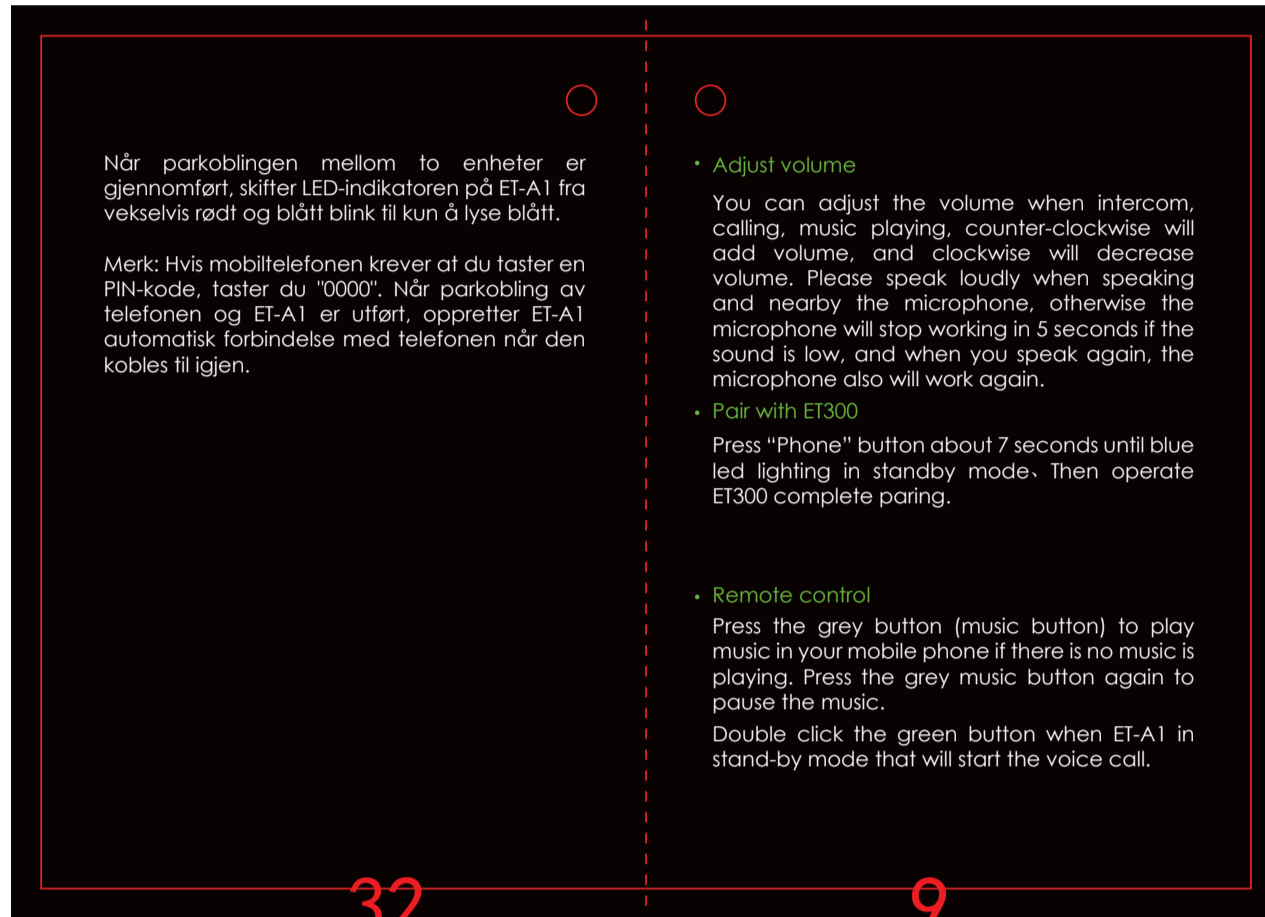 Når parkoblingen mellom to enheter er
gjennomført, skifter LED-indikatoren på ET-A1 fra
vekselvis rødt og blått blink til kun å lyse blått.
Merk: Hvis mobiltelefonen krever at du taster en
PIN-kode, taster du "0000". Når parkobling av
telefonen og ET-A1 er utført, oppretter ET-A1
automatisk forbindelse med telefonen når den
kobles til igjen.
32
• Adjust volume
You can adjust the volume when intercom,
calling, music playing, counter-clockwise will
add volume, and clockwise will decrease
volume. Please speak loudly when speaking
and nearby the microphone, otherwise the
microphone will stop working in 5 seconds if the
sound is low, and when you speak again, the
microphone also will work again.
• Pair with ET300
Press “Phone” button about 7 seconds until blue
led lighting in standby mode、Then operate
ET300 complete paring.
• Remote control
Press the grey button (music button) to play
music in your mobile phone if there is no music is
playing. Press the grey music button again to
pause the music.
Double click the green button when ET-A1 in
stand-by mode that will start the voice call.
9